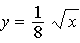 y = 1/8 √x